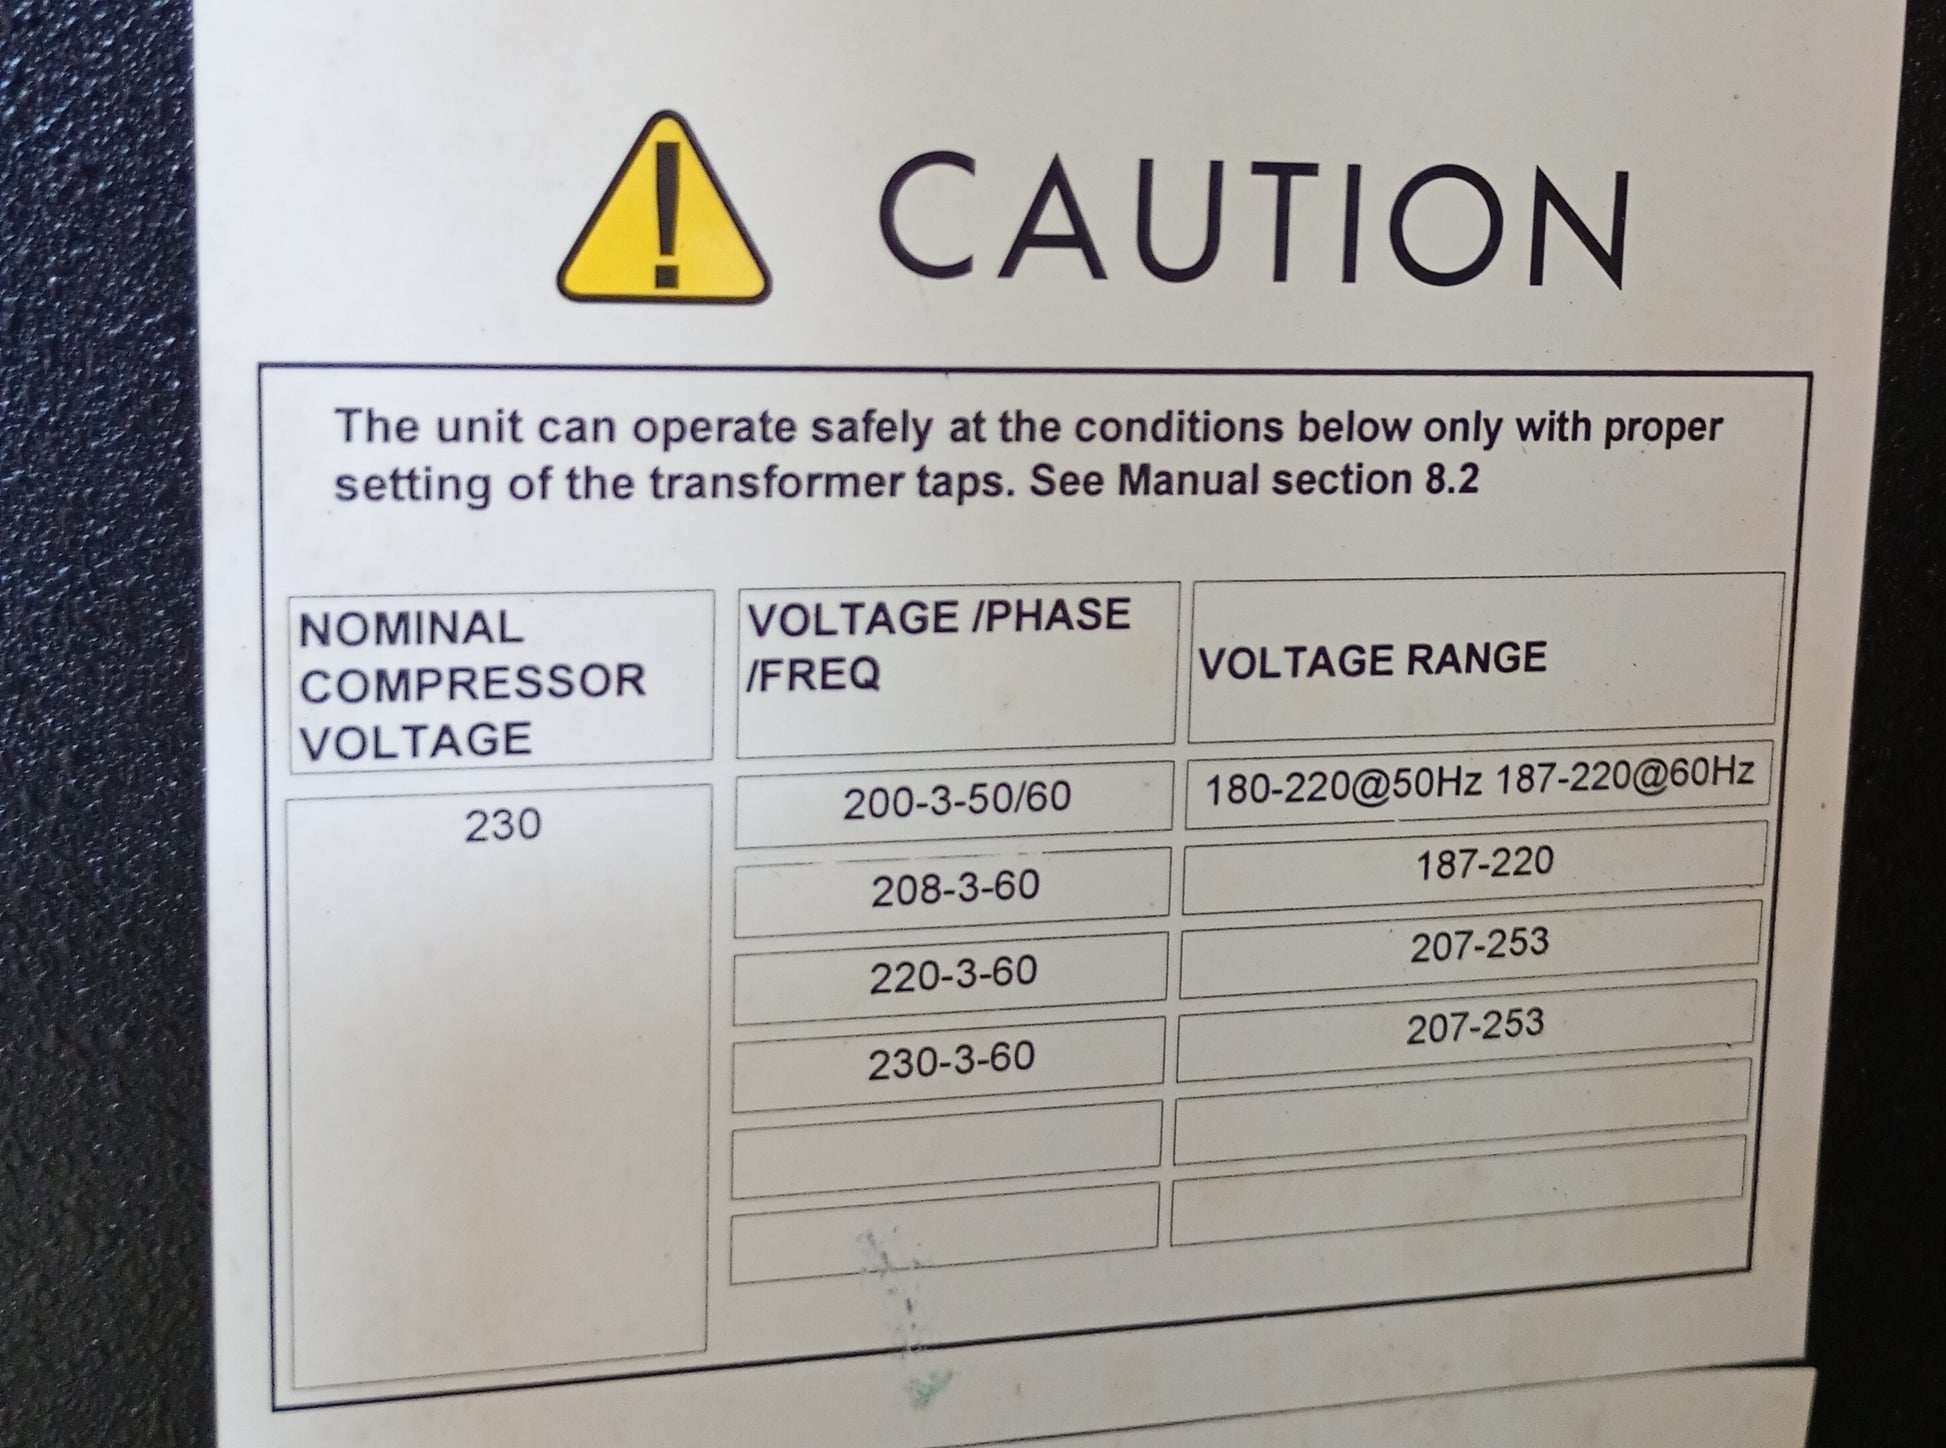 CAUTION
The unit can operate safely at the conditions below only with proper
setting of the transformer taps. See Manual section 8.2
NOMINAL
COMPRESSOR
VOLTAGE
VOLTAGE /PHASE
/FREQ
VOLTAGE RANGE
230
200-3-50/60
180-220@50Hz 187-220@60Hz
208-3-60
187-220
220-3-60
207-253
230-3-60
207-253